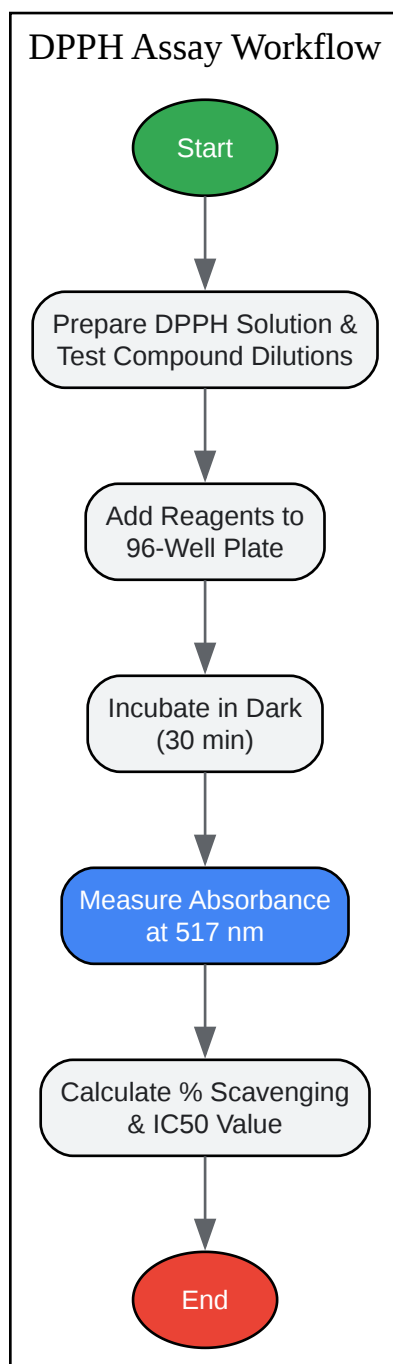 DPPH Assay Workflow
Start
Prepare DPPH Solution &
Test Compound Dilutions
Add Reagents to
96-Well Plate
Incubate in Dark
(30 min)
Measure Absorbance
at 517 nm
Calculate % Scavenging
& IC50 Value
End